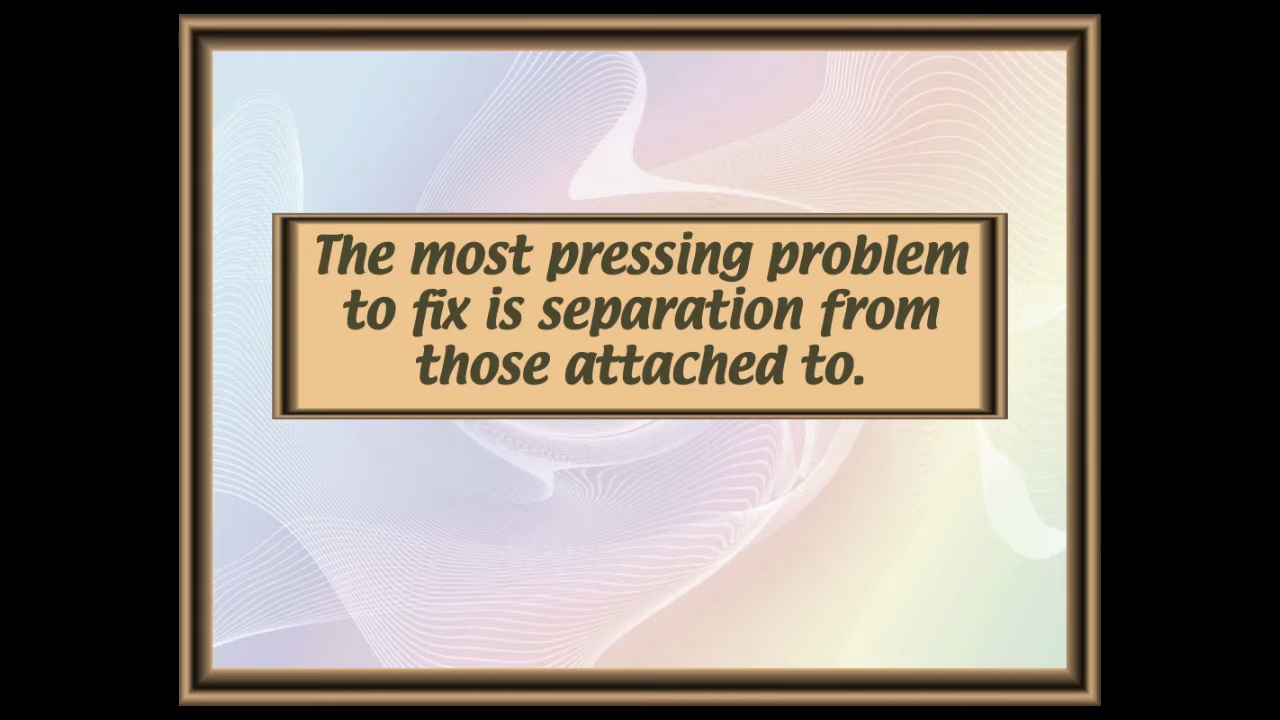 The most pressing problem
to fix is separation from
those attached to.